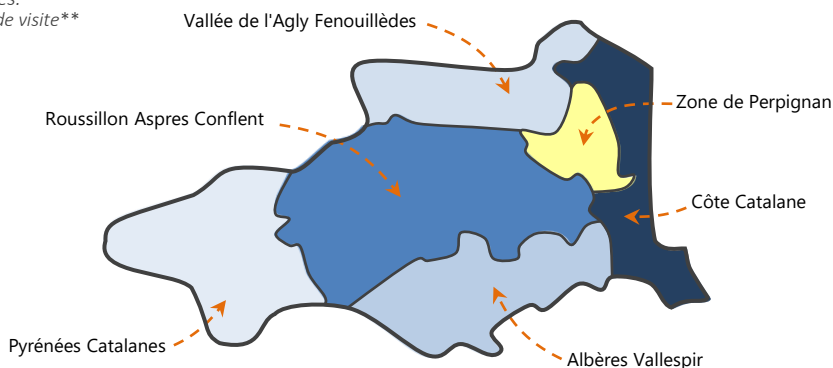 de visite**
Vallée de l'Agly Fenouillèdes
Zone de Perpignan
Roussillon Aspres Conflent
Côte Catalane
Pyrénées Catalanes
Albères Vallespir